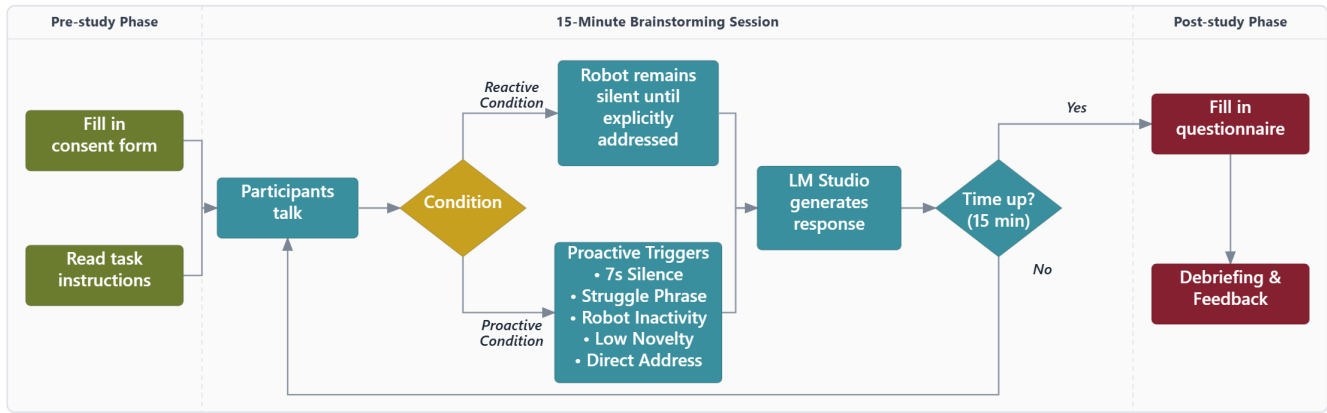 Pre-study Phase
15-Minute Brainstorming Session
Post-study Phase
Fill in
consent form
Read task
instructions
Participants
talk
Condition
Reactive
Condition
Robot remains
silent until
explicitly
addressed
Proactive
Condition
Proactive Triggers
• 7s Silence
• Struggle Phrase
• Robot Inactivity
• Low Novelty
• Direct Address
LM Studio
generates
response
Time up?
(15 min)
Yes
No
Fill in
questionnaire
Debriefing &
Feedback